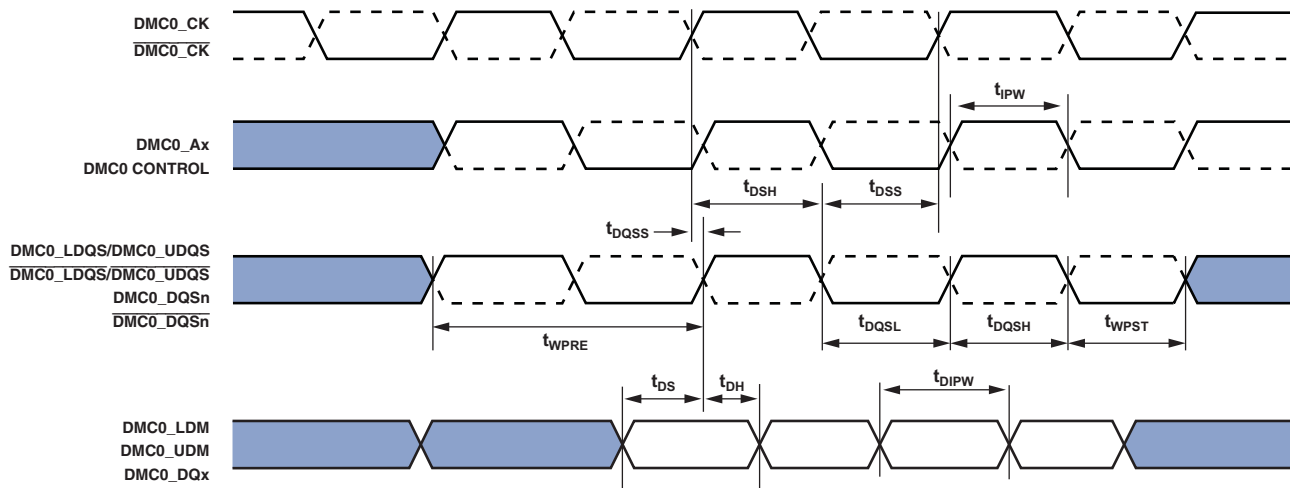 DMC0_CK
DMC0_CK
tIPW
DMC0_Ax
DMC0 CONTROL
tDSH
tDSS
tDQSS
DMC0_LDQS/DMC0_UDQS
DMC0_LDQS/DMC0_UDQS
DMC0_DQSn
DMC0_DQSn
tWPRE
tDQSL
tDQSH
tWPST
tDS
tDH
tDIPW
DMC0_LDM
DMC0_UDM
DMC0_DQx